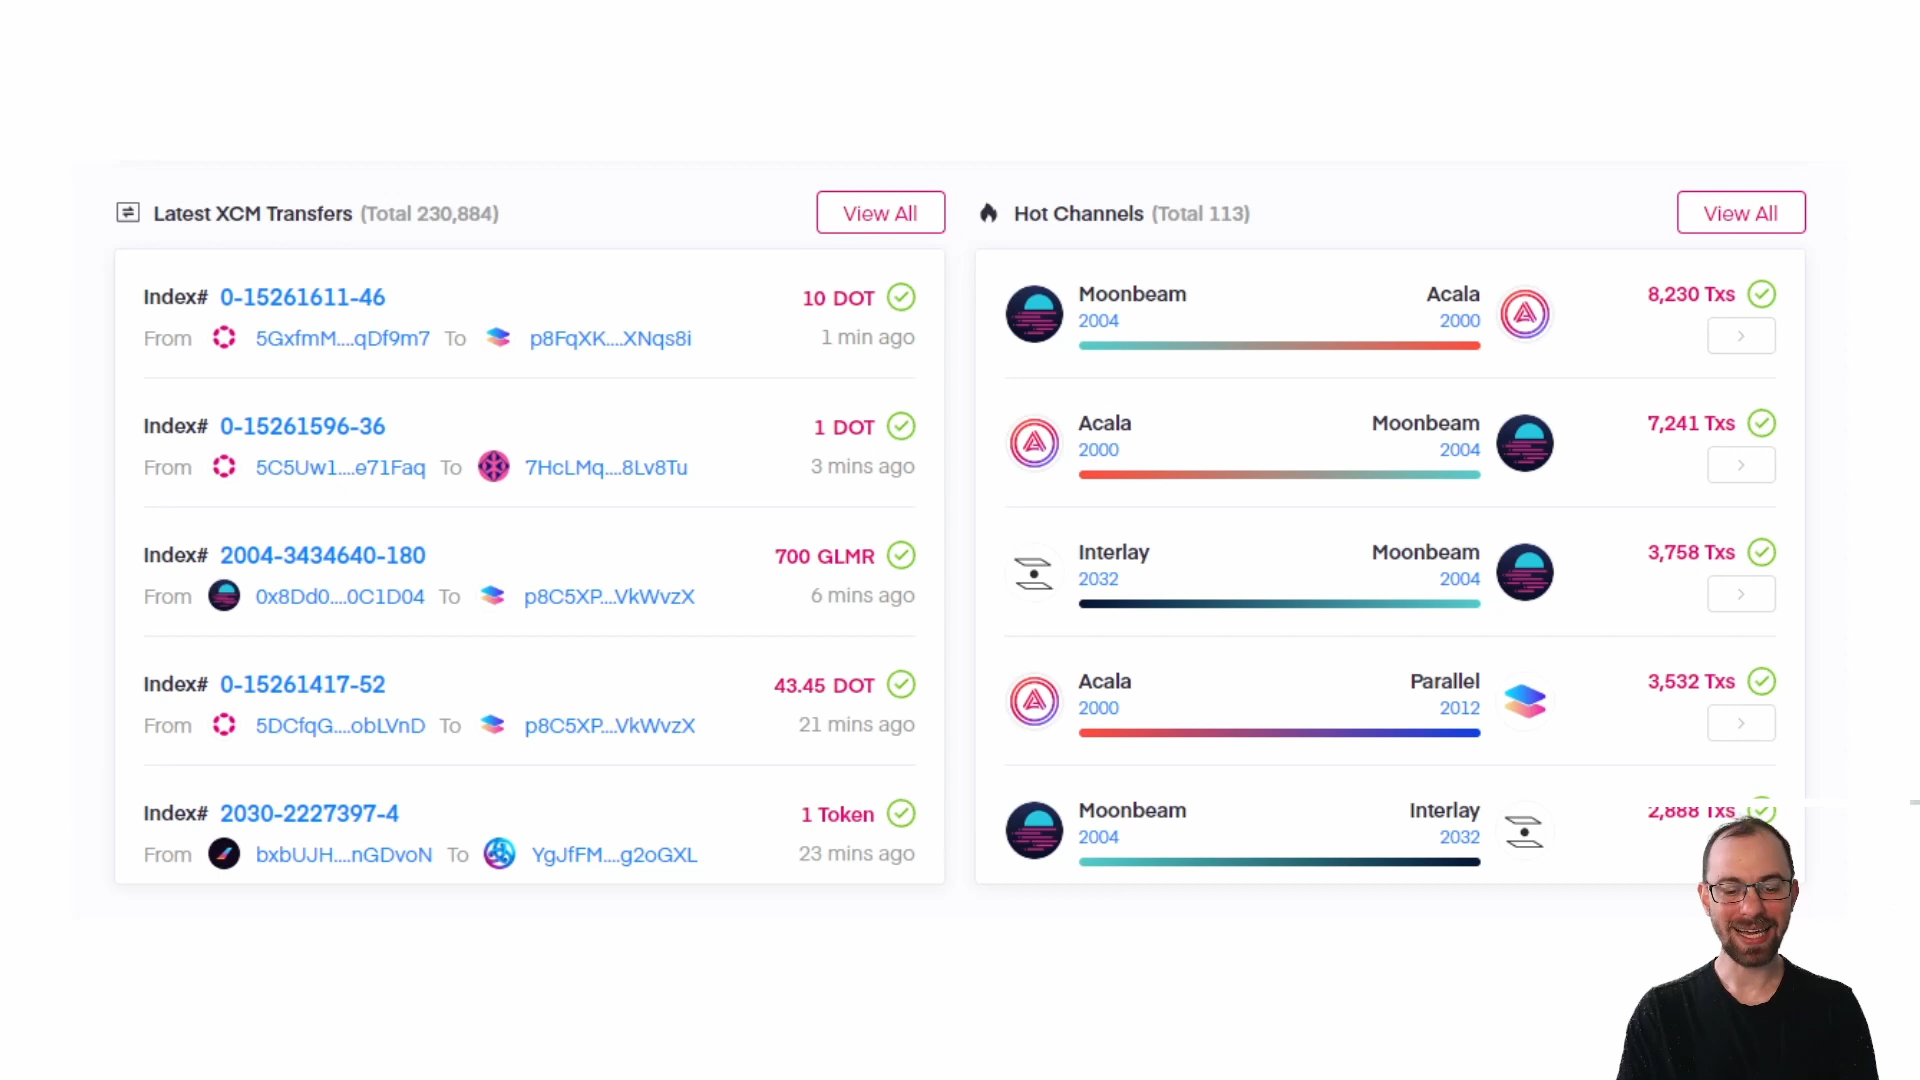 Latest XCM Transfers (Total 230,884)
View All
Index# 0-15261611-46
10 DOT
From 5GxfmM....qDf9m7 To p8FqXK....XNqs8i
1 min ago
Index# 0-15261596-36
1 DOT
From 5C5Uw1....e71Faq To 7HcLMq....8Lv8Tu
3 mins ago
Index# 2004-3434640-180
700 GLMR
From 0x8Dd0....0C1D04 To p8C5XP....VkWvzX
6 mins ago
Index# 0-15261417-52
43.45 DOT
From 5DCfqG....obLVnD To p8C5XP....VkWvzX
21 mins ago
Index# 2030-2227397-4
1 Token
From bxbUJH....nGDvoN To YgJfFM....g2oGXL
23 mins ago
Hot Channels (Total 113)
View All
Moonbeam Acala 8,230 Txs
2004 2000
Acala Moonbeam 7,241 Txs
2000 2004
Interlay Moonbeam 3,758 Txs
2032 2004
Acala Parallel 3,532 Txs
2000 2012
Moonbeam Interlay 2,888 Txs
2004 2032